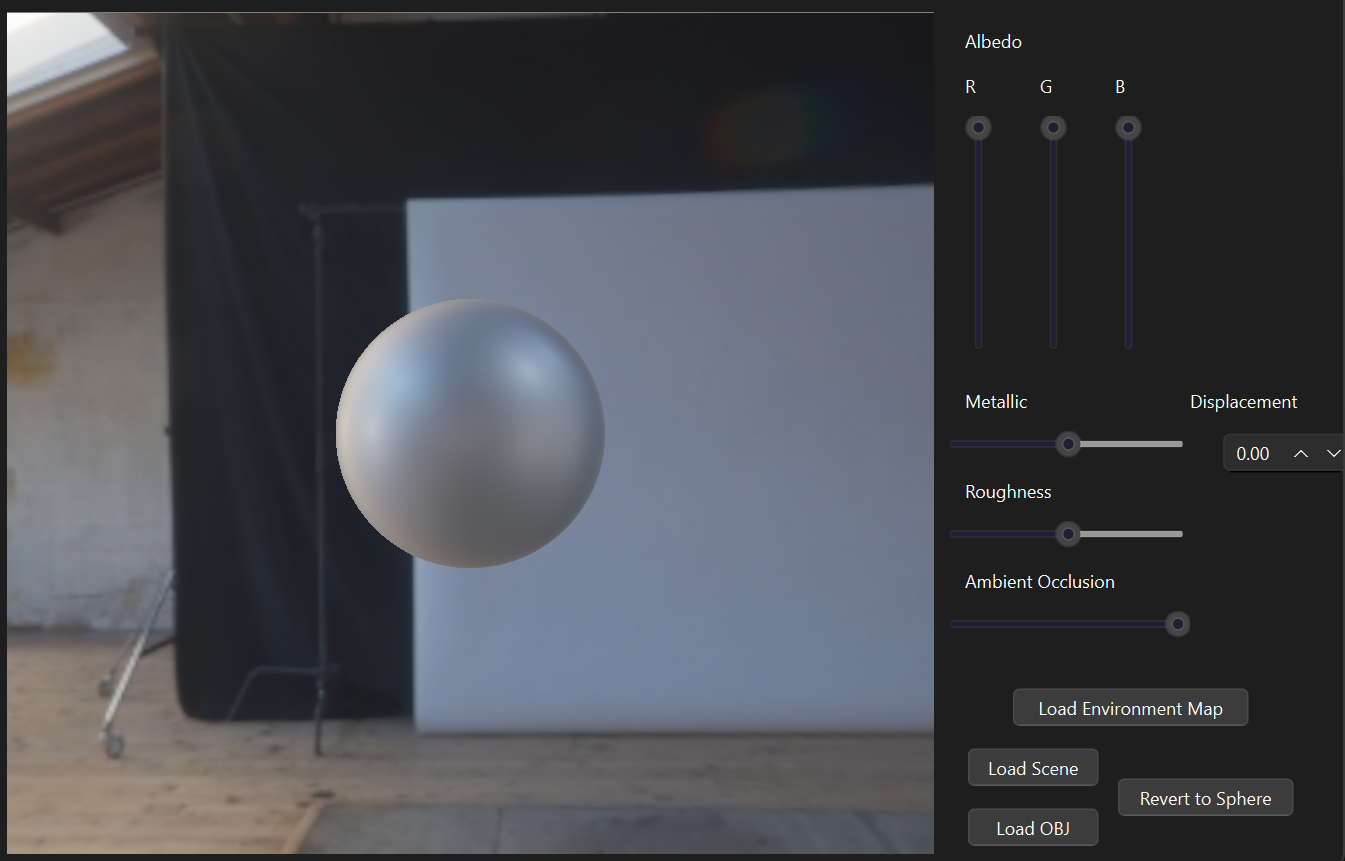 Albedo
R G B
Metallic
Displacement
0.00
Roughness
Ambient Occlusion
Load Environment Map
Load Scene
Revert to Sphere
Load OBJ